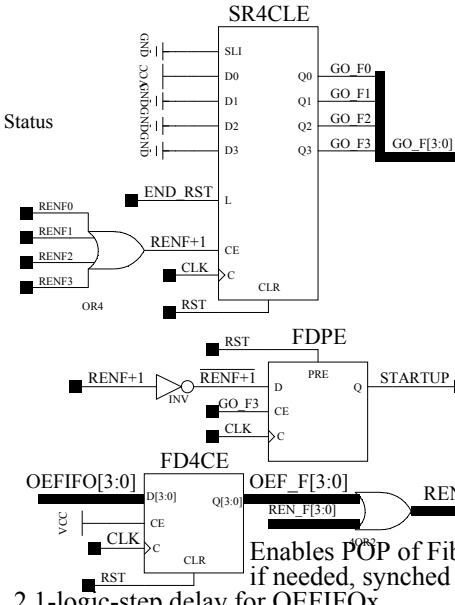 SR4CLE
GND SLI
VCC D0 Q0 GO_F0
GND D1 Q1 GO_F1
GND D2 Q2 GO_F2
GND D3 Q3 GO_F3 GO_F[3:0]
Status
END_RST L
RENF0
RENF1
RENF2
RENF3
OR4
RENF+1 CE
CLK C
CLR
RST
FDPE
RST
PRE
RENF+1 INV RENF+1 D Q STARTUP
GO_F3 CE
CLK C
FD4CE
OEFIFO[3:0] D[3:0] Q[3:0] OEF_F[3:0]
REN_F[3:0]
4OR2
REN
VCC CE
CLK C
CLR
RST
Enables POP of Fib
if needed, synched
2 1-logic-step delay for OEFIFOx